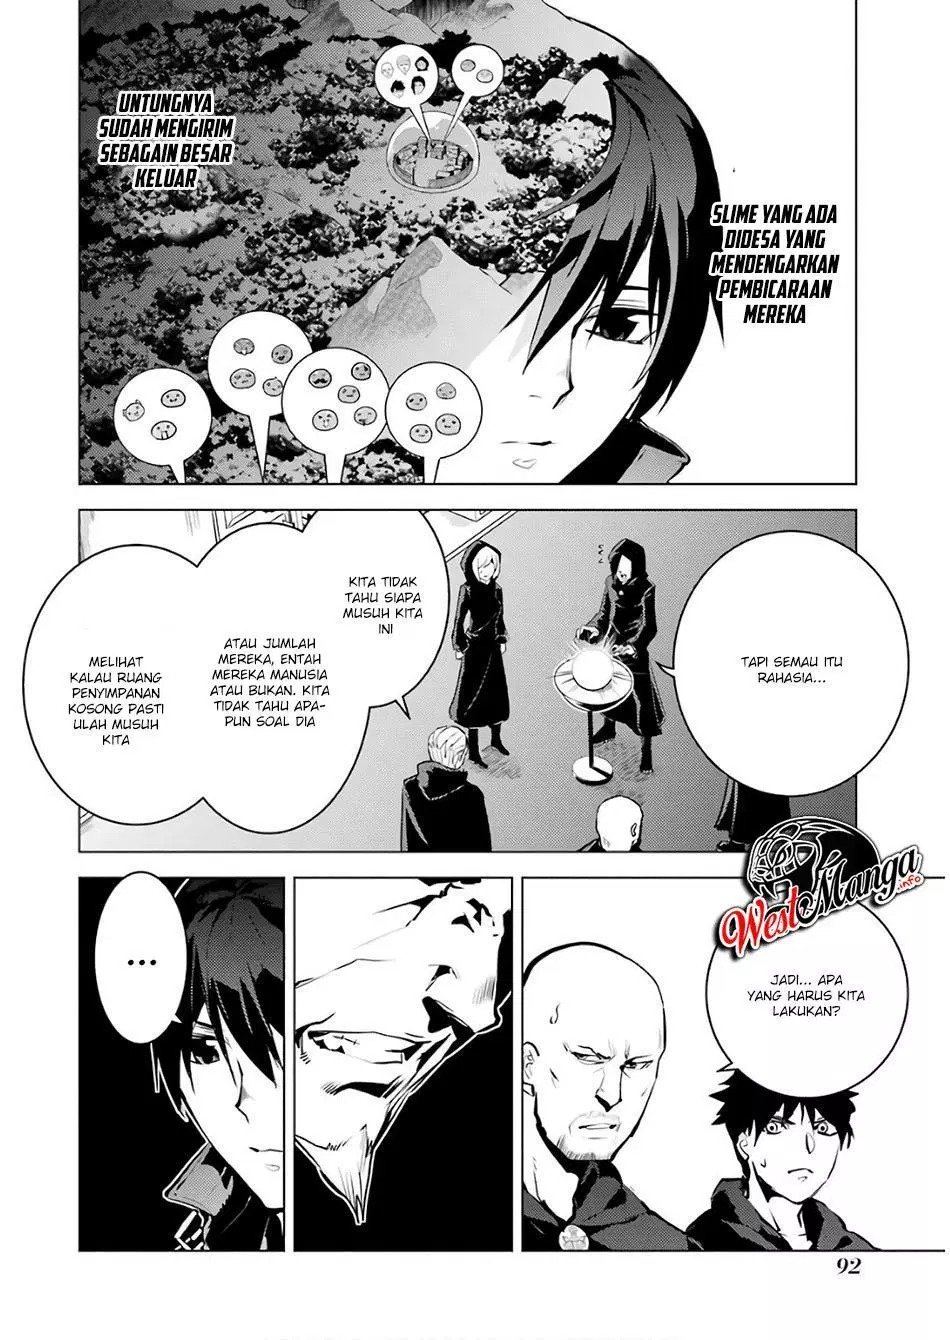 UNTUNGNYA
SUDAH MENGIRIM
SEBAGAIN BESAR
KELUAR
SLIME YANG ADA
DIDESA YANG
MENDENGARKAN
PEMBICARAAN
MEREKA
TAPI SEMAU ITU
RAHASIA...
KITA TIDAK
TAHU SIAPA
MUSUH KITA
INI
ATAU JUMLAH
MEREKA, ENTAH
MEREKA MANUSIA
ATAU BUKAN. KITA
TIDAK TAHU APA-
PUN SOAL DIA
MELIHAT
KALAU RUANG
PENYIMPANAN
KOSONG PASTI
ULAH MUSUH
KITA
WestManga
.info
JADI... APA
YANG HARUS KITA
LAKUKAN?
...
92